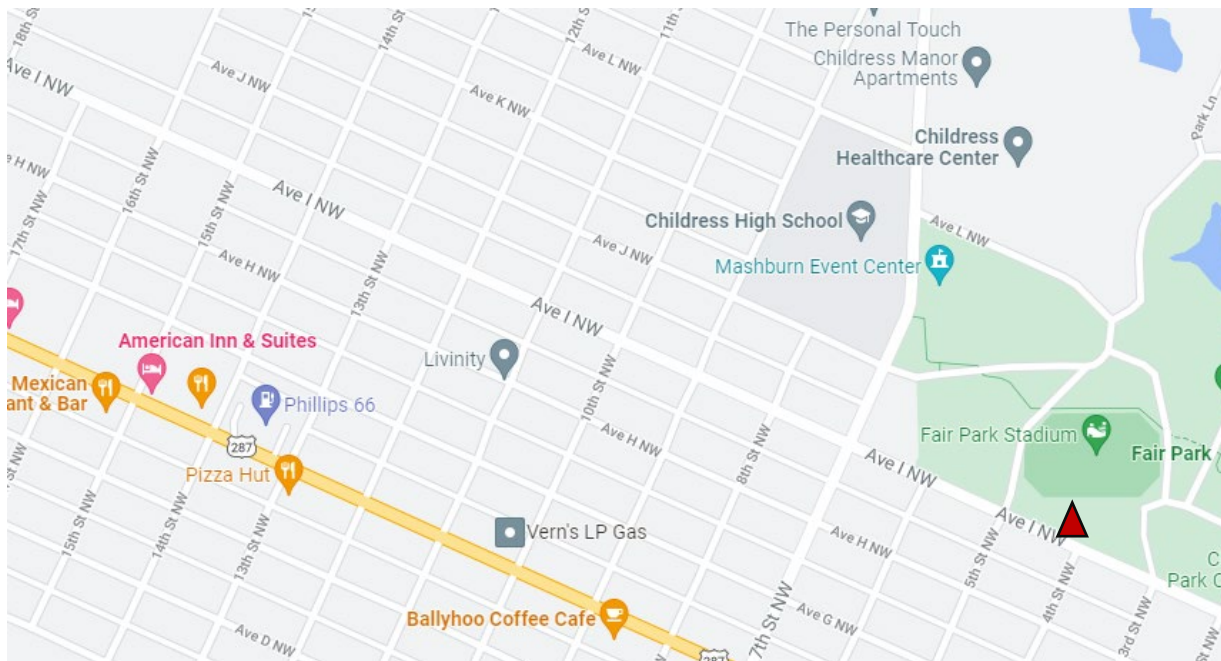 18th St NW
14th St NW
12th St NW
11th St NW
The Personal Touch
Childress Manor
Apartments
Ave I NW
Ave J NW
Ave L NW
Ave K NW
Park Ln
Childress
Healthcare Center
Ave H NW
16th St NW
15th St NW
17th St NW
Ave I NW
Childress High School
Ave L NW
Ave J NW
Mashburn Event Center
Ave H NW
13th St NW
Ave I NW
American Inn & Suites
Livinity
Mexican
ant & Bar
Phillips 66
10th St NW
Ave H NW
Fair Park Stadium
Fair Park
287
Pizza Hut
8th St NW
Ave I NW
15th St NW
14th St NW
13th St NW
Vern's LP Gas
Ave I NW
Ave H NW
5th St NW
4th St NW
3rd St NW
Park
Ballyhoo Coffee Cafe
Ave G NW
7th St NW
Ave D NW
287